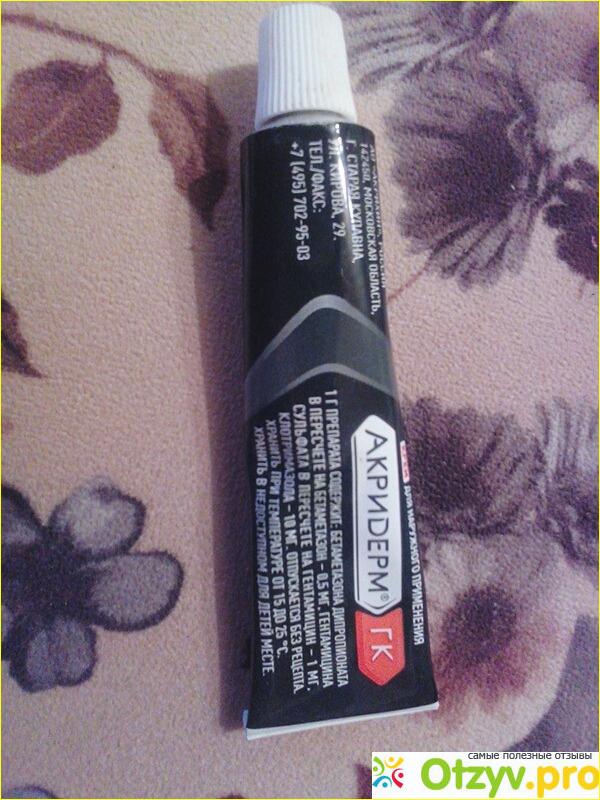 142450, МОСКОВСКАЯ ОБЛАСТЬ,
Г. СТАРАЯ КУПАВНА,
УЛ. КИРОВА, 29.
ТЕЛ./ФАКС:
+7 (495) 702-95-03
ДЛЯ НАРУЖНОГО ПРИМЕНЕНИЯ
АКРИДЕРМ® ГК
1 Г ПРЕПАРАТА СОДЕРЖИТ: БЕТАМЕТАЗОНА ДИПРОПИОНАТА
В ПЕРЕСЧЕТЕ НА БЕТАМЕТАЗОН – 0,5 МГ, ГЕНТАМИЦИНА
СУЛЬФАТА В ПЕРЕСЧЕТЕ НА ГЕНТАМИЦИН – 1 МГ,
КЛОТРИМАЗОЛА – 10 МГ. ОТПУСКАЕТСЯ БЕЗ РЕЦЕПТА.
ХРАНИТЬ ПРИ ТЕМПЕРАТУРЕ ОТ 15 ДО 25 °С.
ХРАНИТЬ В НЕДОСТУПНОМ ДЛЯ ДЕТЕЙ МЕСТЕ.
самые полезные отзывы
Otzyv.pro